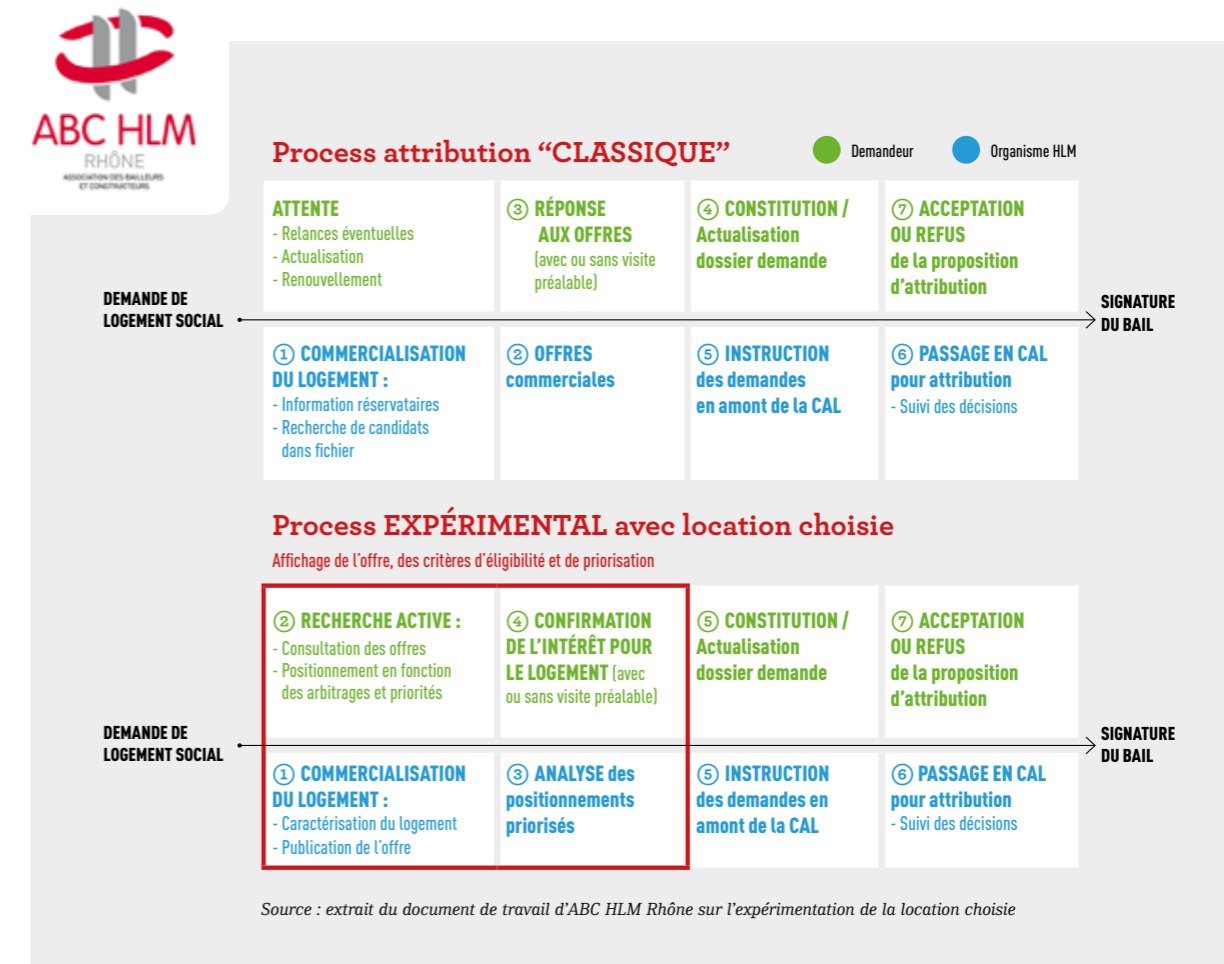 ABC HLM
RHÔNE
ASSOCIATION DES BAILLEURS
ET CONSTRUCTEURS
Process attribution “CLASSIQUE”
Demandeur
Organisme HLM
DEMANDE DE
LOGEMENT SOCIAL
ATTENTE
- Relances éventuelles
- Actualisation
- Renouvellement
③ RÉPONSE
AUX OFFRES
(avec ou sans visite
préalable)
④ CONSTITUTION /
Actualisation
dossier demande
⑦ ACCEPTATION
OU REFUS
de la proposition
d’attribution
① COMMERCIALISATION
DU LOGEMENT :
- Information réservataires
- Recherche de candidats
dans fichier
② OFFRES
commerciales
⑤ INSTRUCTION
des demandes
en amont de la CAL
⑥ PASSAGE EN CAL
pour attribution
- Suivi des décisions
SIGNATURE
DU BAIL
Process EXPÉRIMENTAL avec location choisie
Affichage de l’offre, des critères d’éligibilité et de priorisation
DEMANDE DE
LOGEMENT SOCIAL
② RECHERCHE ACTIVE :
- Consultation des offres
- Positionnement en fonction
des arbitrages et priorités
④ CONFIRMATION
DE L’INTÉRÊT POUR
LE LOGEMENT (avec
ou sans visite préalable)
⑤ CONSTITUTION /
Actualisation
dossier demande
⑦ ACCEPTATION
OU REFUS
de la proposition
d’attribution
① COMMERCIALISATION
DU LOGEMENT :
- Caractérisation du logement
- Publication de l’offre
③ ANALYSE des
positionnements
priorisés
⑤ INSTRUCTION
des demandes en
amont de la CAL
⑥ PASSAGE EN CAL
pour attribution
- Suivi des décisions
SIGNATURE
DU BAIL
Source : extrait du document de travail d’ABC HLM Rhône sur l’expérimentation de la location choisie